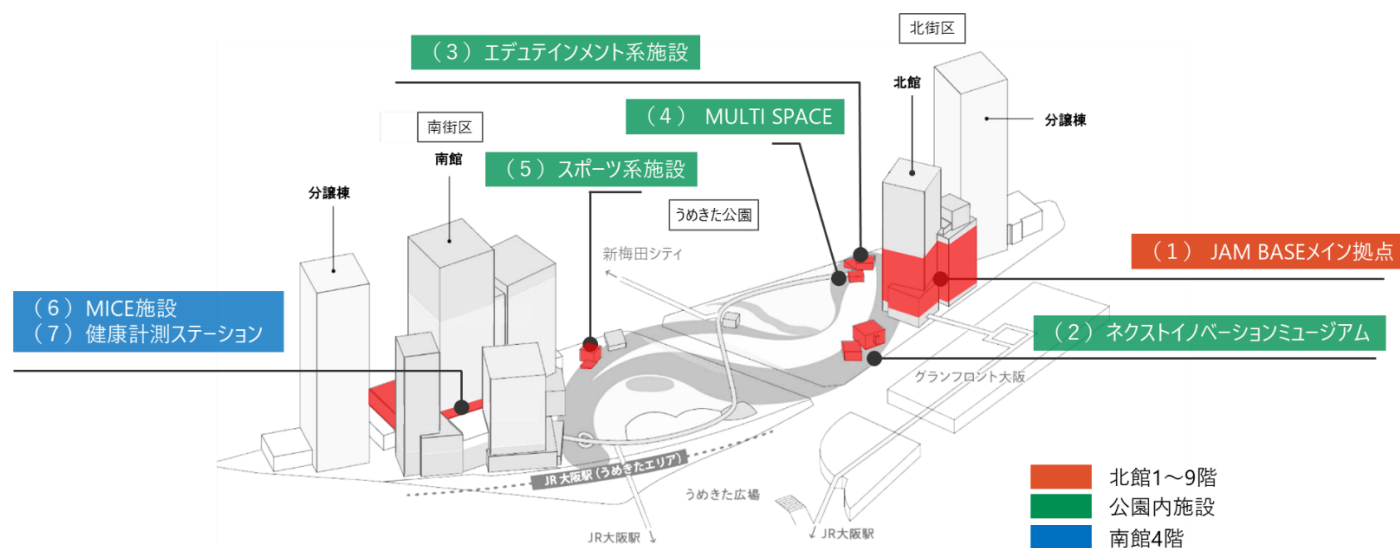 北街区
（３）エデュテインメント系施設
北館
（４） MULTI SPACE
分譲棟
南街区
南館
（５）スポーツ系施設
分譲棟
うめきた公園
新梅田シティ
（１） JAM BASEメイン拠点
（６）MICE施設
（７）健康計測ステーション
（２）ネクストイノベーションミュージアム
グランフロント大阪
JR 大阪駅（うめきたエリア）
うめきた広場
北館1～9階
公園内施設
JR大阪駅
JR大阪駅
南館4階